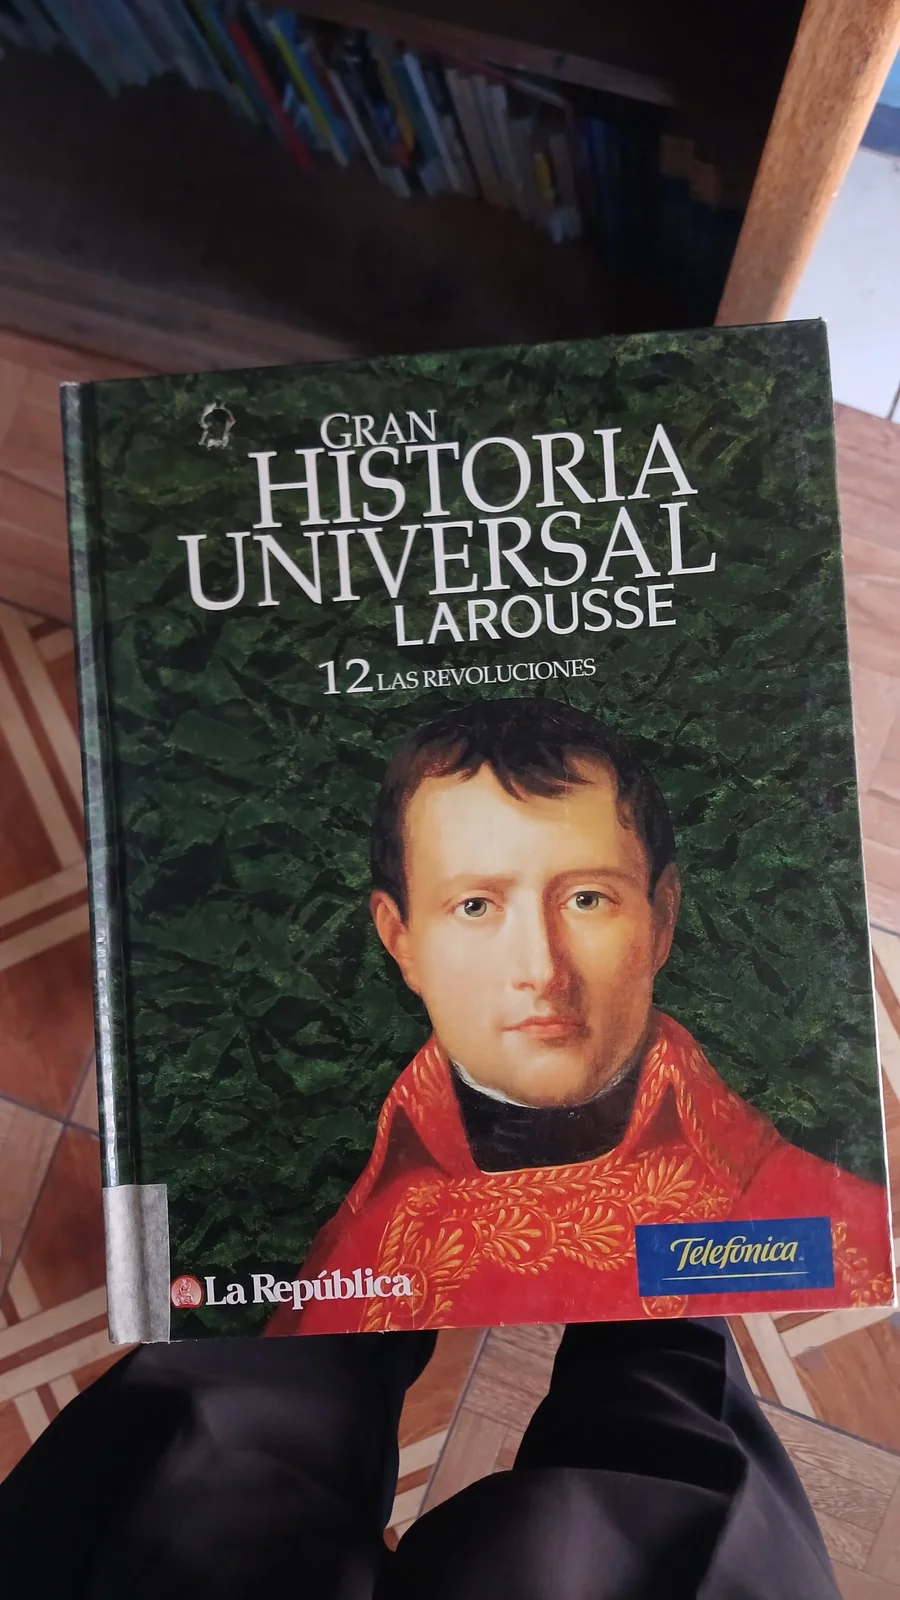 GRAN
HISTORIA
UNIVERSAL
LAROUSSE
12 LAS REVOLUCIONES
La República
Telefónica